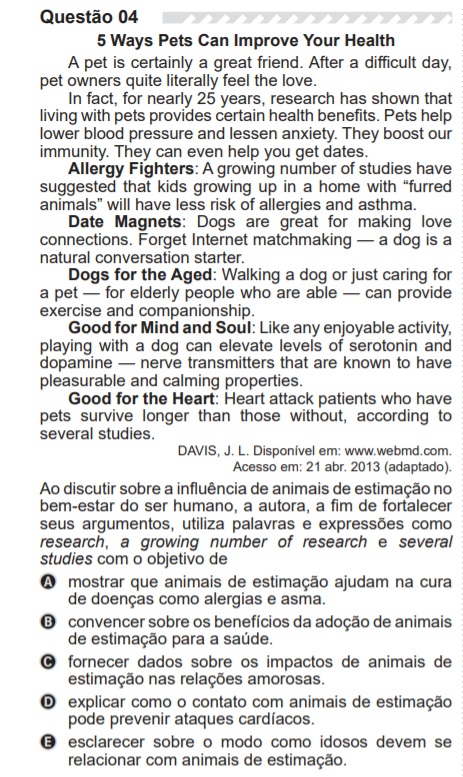 Questão 04
5 Ways Pets Can Improve Your Health
A pet is certainly a great friend. After a difficult day,
pet owners quite literally feel the love.
In fact, for nearly 25 years, research has shown that
living with pets provides certain health benefits. Pets help
lower blood pressure and lessen anxiety. They boost our
immunity. They can even help you get dates.
Allergy Fighters: A growing number of studies have
suggested that kids growing up in a home with “furred
animals” will have less risk of allergies and asthma.
Date Magnets: Dogs are great for making love
connections. Forget Internet matchmaking — a dog is a
natural conversation starter.
Dogs for the Aged: Walking a dog or just caring for
a pet — for elderly people who are able — can provide
exercise and companionship.
Good for Mind and Soul: Like any enjoyable activity,
playing with a dog can elevate levels of serotonin and
dopamine — nerve transmitters that are known to have
pleasurable and calming properties.
Good for the Heart: Heart attack patients who have
pets survive longer than those without, according to
several studies.
DAVIS, J. L. Disponível em: www.webmd.com.
Acesso em: 21 abr. 2013 (adaptado).
Ao discutir sobre a influência de animais de estimação no
bem-estar do ser humano, a autora, a fim de fortalecer
seus argumentos, utiliza palavras e expressões como
research, a growing number of research e several
studies com o objetivo de
A mostrar que animais de estimação ajudam na cura
de doenças como alergias e asma.
B convencer sobre os benefícios da adoção de animais
de estimação para a saúde.
C fornecer dados sobre os impactos de animais de
estimação nas relações amorosas.
D explicar como o contato com animais de estimação
pode prevenir ataques cardíacos.
E esclarecer sobre o modo como idosos devem se
relacionar com animais de estimação.